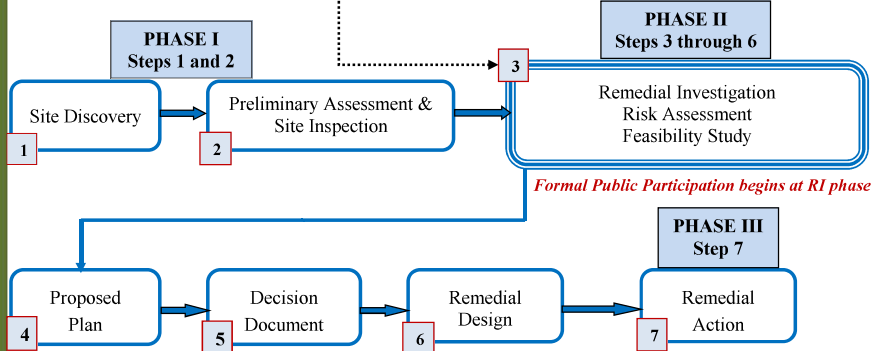 PHASE I
Steps 1 and 2
PHASE II
Steps 3 through 6
Site Discovery
1
Preliminary Assessment &
Site Inspection
2
3
Remedial Investigation
Risk Assessment
Feasibility Study
Formal Public Participation begins at RI phase
PHASE III
Step 7
Proposed
Plan
4
Decision
Document
5
Remedial
Design
6
Remedial
Action
7